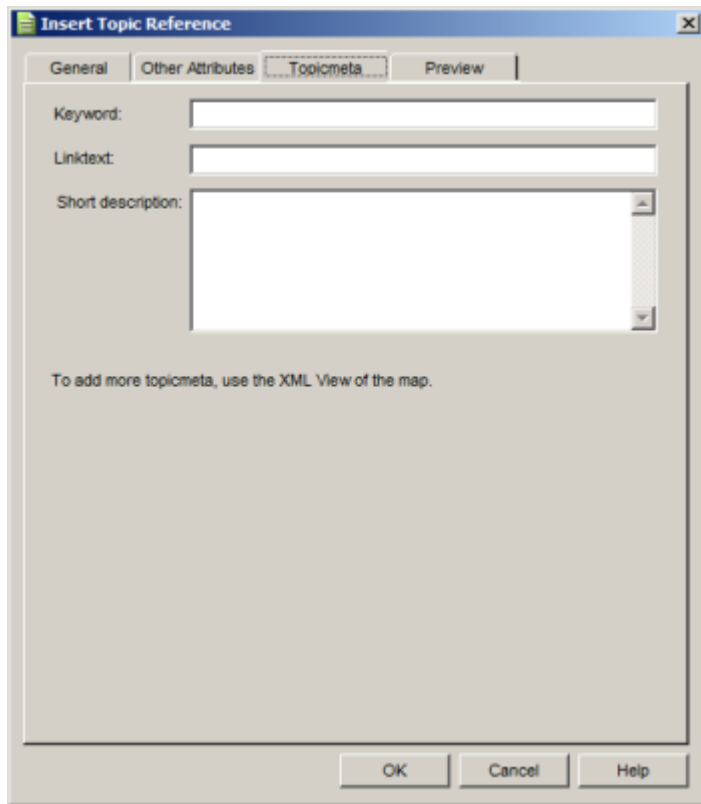 Insert Topic Reference
General Other Attributes Topicmeta Preview
Keyword:
Linktext:
Short description:
To add more topicmeta, use the XML View of the map.
OK Cancel Help